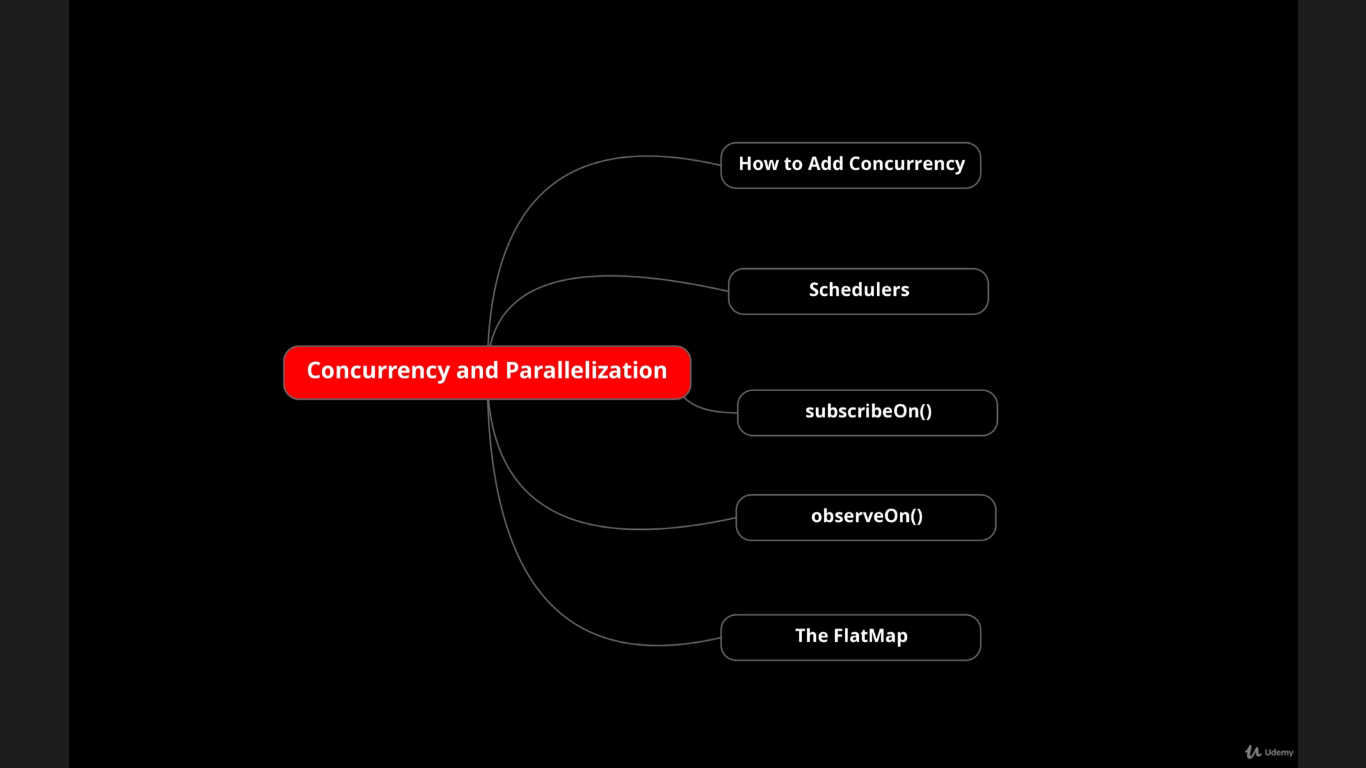 How to Add Concurrency
Schedulers
Concurrency and Parallelization
subscribeOn()
observeOn()
The FlatMap
Udemy